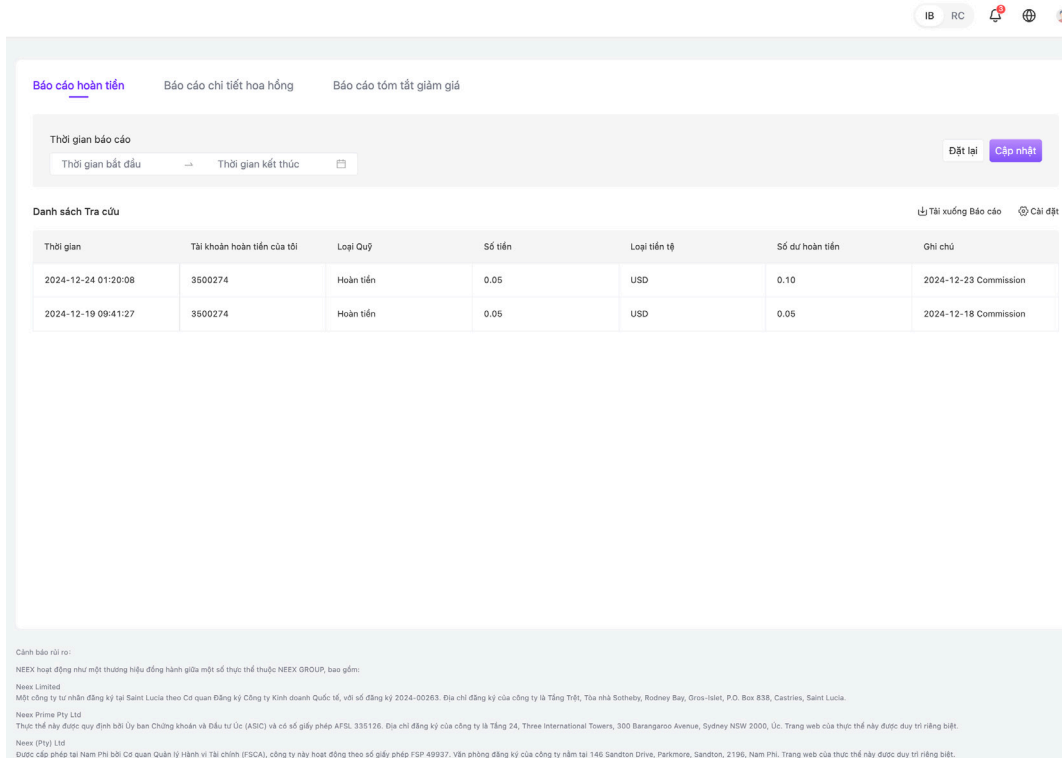 IB RC 3
Báo cáo hoàn tiền Báo cáo chi tiết hoa hồng Báo cáo tóm tắt giảm giá
Thời gian báo cáo
Thời gian bắt đầu → Thời gian kết thúc
Đặt lại Cập nhật
Danh sách Tra cứu Tải xuống Báo cáo Cài đặt
Thời gian Tài khoản hoàn tiền của tôi Loại Quỹ Số tiền Loại tiền tệ Số dư hoàn tiền Ghi chú
2024-12-24 01:20:08 3500274 Hoàn tiền 0.05 USD 0.10 2024-12-23 Commission
2024-12-19 09:41:27 3500274 Hoàn tiền 0.05 USD 0.05 2024-12-18 Commission
Cảnh báo rủi ro:
NEEX hoạt động như một thương hiệu đồng hành giữa một số thực thể thuộc NEEX GROUP, bao gồm:
Neex Limited
Một công ty tư nhân đăng ký tại Saint Lucia theo Cơ quan Đăng ký Công ty Kinh doanh Quốc tế, với số đăng ký 2024-00263. Địa chỉ đăng ký của công ty là Tầng Trệt, Tòa nhà Sotheby, Rodney Bay, Gros-Islet, P.O. Box 838, Castries, Saint Lucia.
Neex Prime Pty Ltd
Thực thể này được quy định bởi Ủy ban Chứng khoán và Đầu tư Úc (ASIC) và có số giấy phép AFSL 335126. Địa chỉ đăng ký của công ty là Tầng 24, Three International Towers, 300 Barangaroo Avenue, Sydney NSW 2000, Úc. Trang web của thực thể này được duy trì riêng biệt.
Neex (Pty) Ltd
Được cấp phép tại Nam Phi bởi Cơ quan Quản lý Hành vi Tài chính (FSCA), công ty này hoạt động theo số giấy phép FSP 49937. Văn phòng đăng ký của công ty nằm tại 146 Sandton Drive, Parkmore, Sandton, 2196, Nam Phi. Trang web của thực thể này được duy trì riêng biệt.